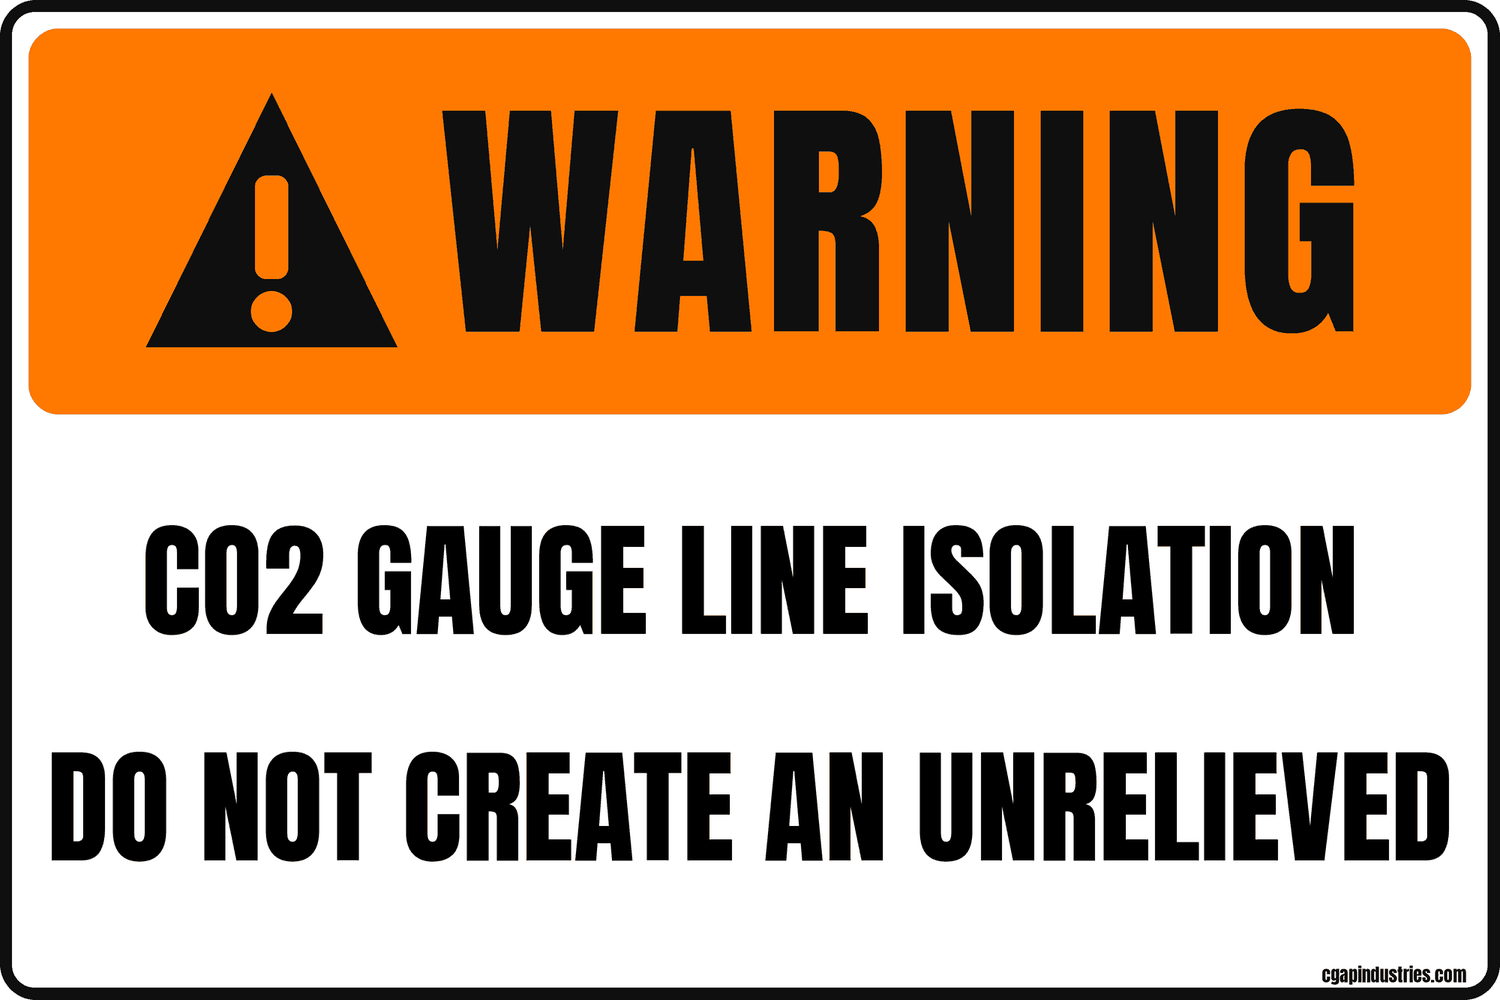 WARNING
CO2 GAUGE LINE ISOLATION
DO NOT CREATE AN UNRELIEVED
cgapindustries.com